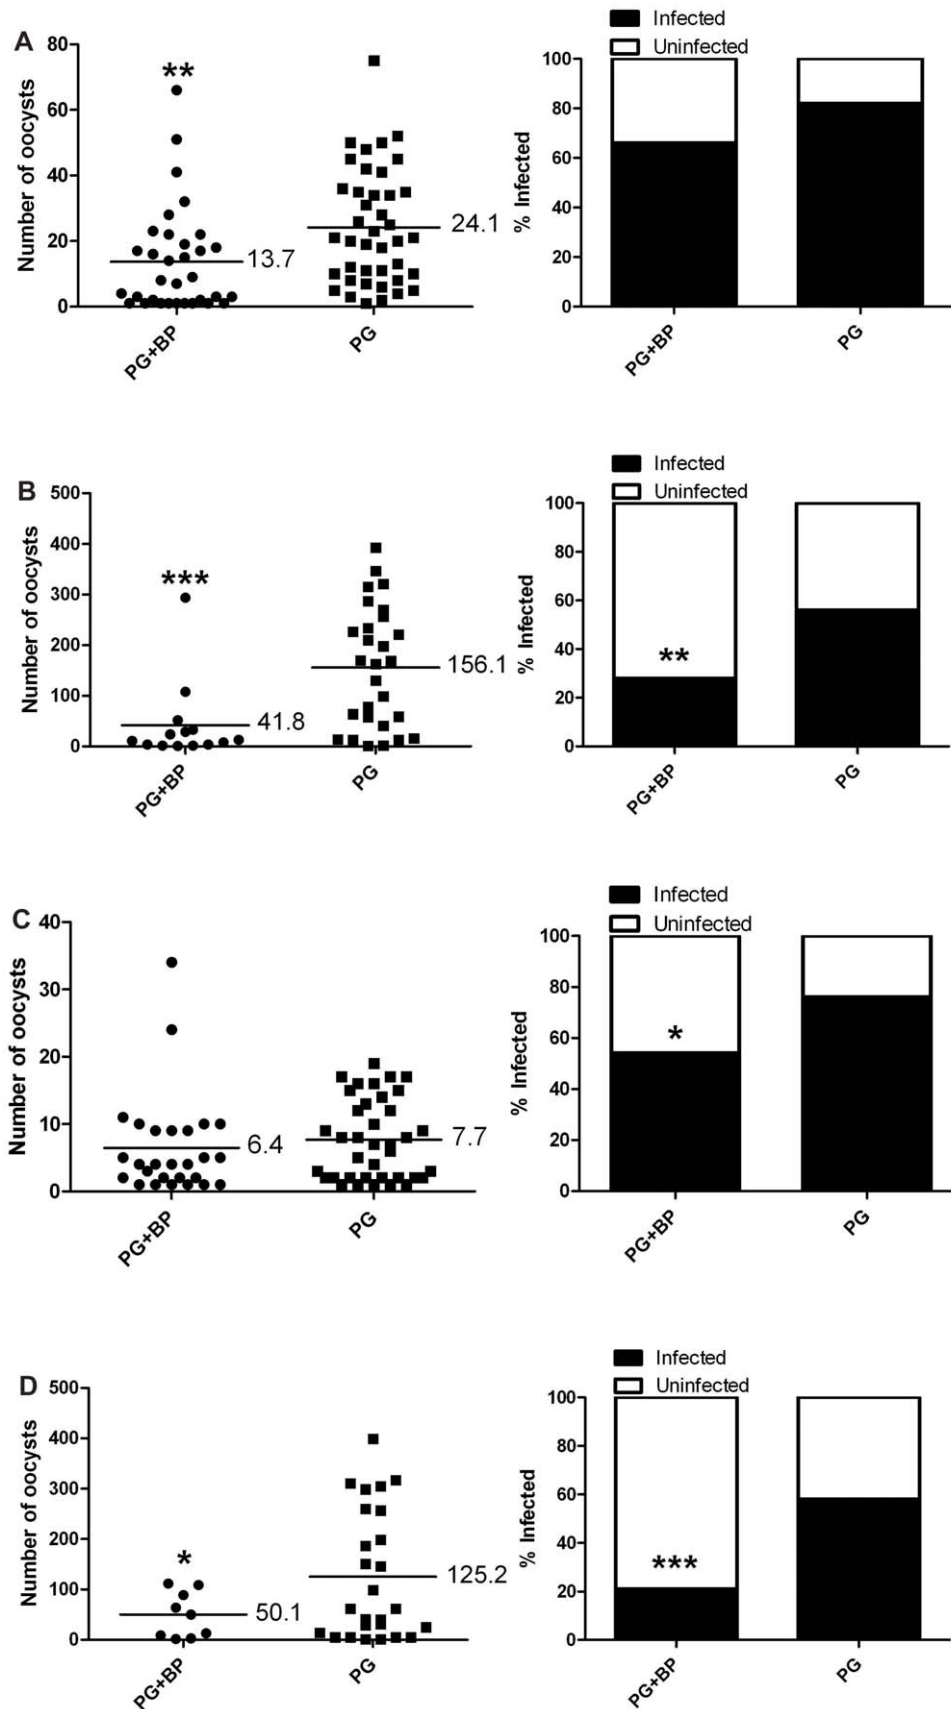 A
Number of oocysts
80
60
40
20
0
**
13.7
24.1
PG+BP
PG
Infected
Uninfected
% Infected
100
80
60
40
20
0
PG+BP
PG
B
Number of oocysts
500
400
300
200
100
0
***
41.8
156.1
PG+BP
PG
Infected
Uninfected
% Infected
100
80
60
40
20
0
**
PG+BP
PG
C
Number of oocysts
40
30
20
10
0
6.4
7.7
PG+BP
PG
Infected
Uninfected
% Infected
100
80
60
40
20
0
*
PG+BP
PG
D
Number of oocysts
500
400
300
200
100
0
*
50.1
125.2
PG+BP
PG
Infected
Uninfected
% Infected
100
80
60
40
20
0
***
PG+BP
PG